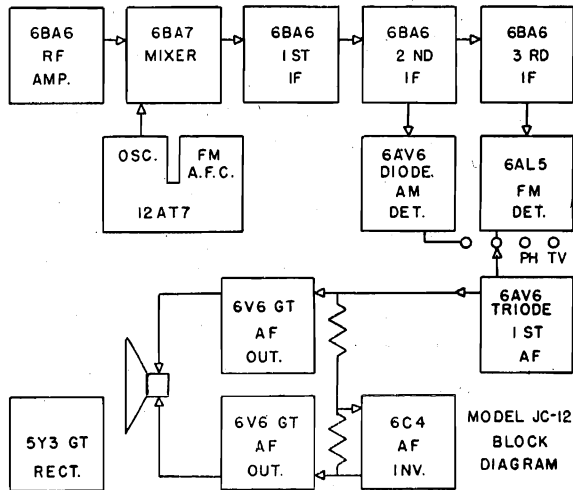 6BA6
RF
AMP.
6BA7
MIXER
6BA6
1 ST
IF
6BA6
2 ND
IF
6BA6
3 RD
IF
OSC.
FM
A.F.C.
12AT7
6AV6
DIODE.
AM
DET.
6AL5
FM
DET.
PH TV
6V6 GT
AF
OUT.
6AV6
TRIODE
1 ST
AF
5Y3 GT
RECT.
6V6 GT
AF
OUT.
6C4
AF
INV.
MODEL JC-12
BLOCK
DIAGRAM